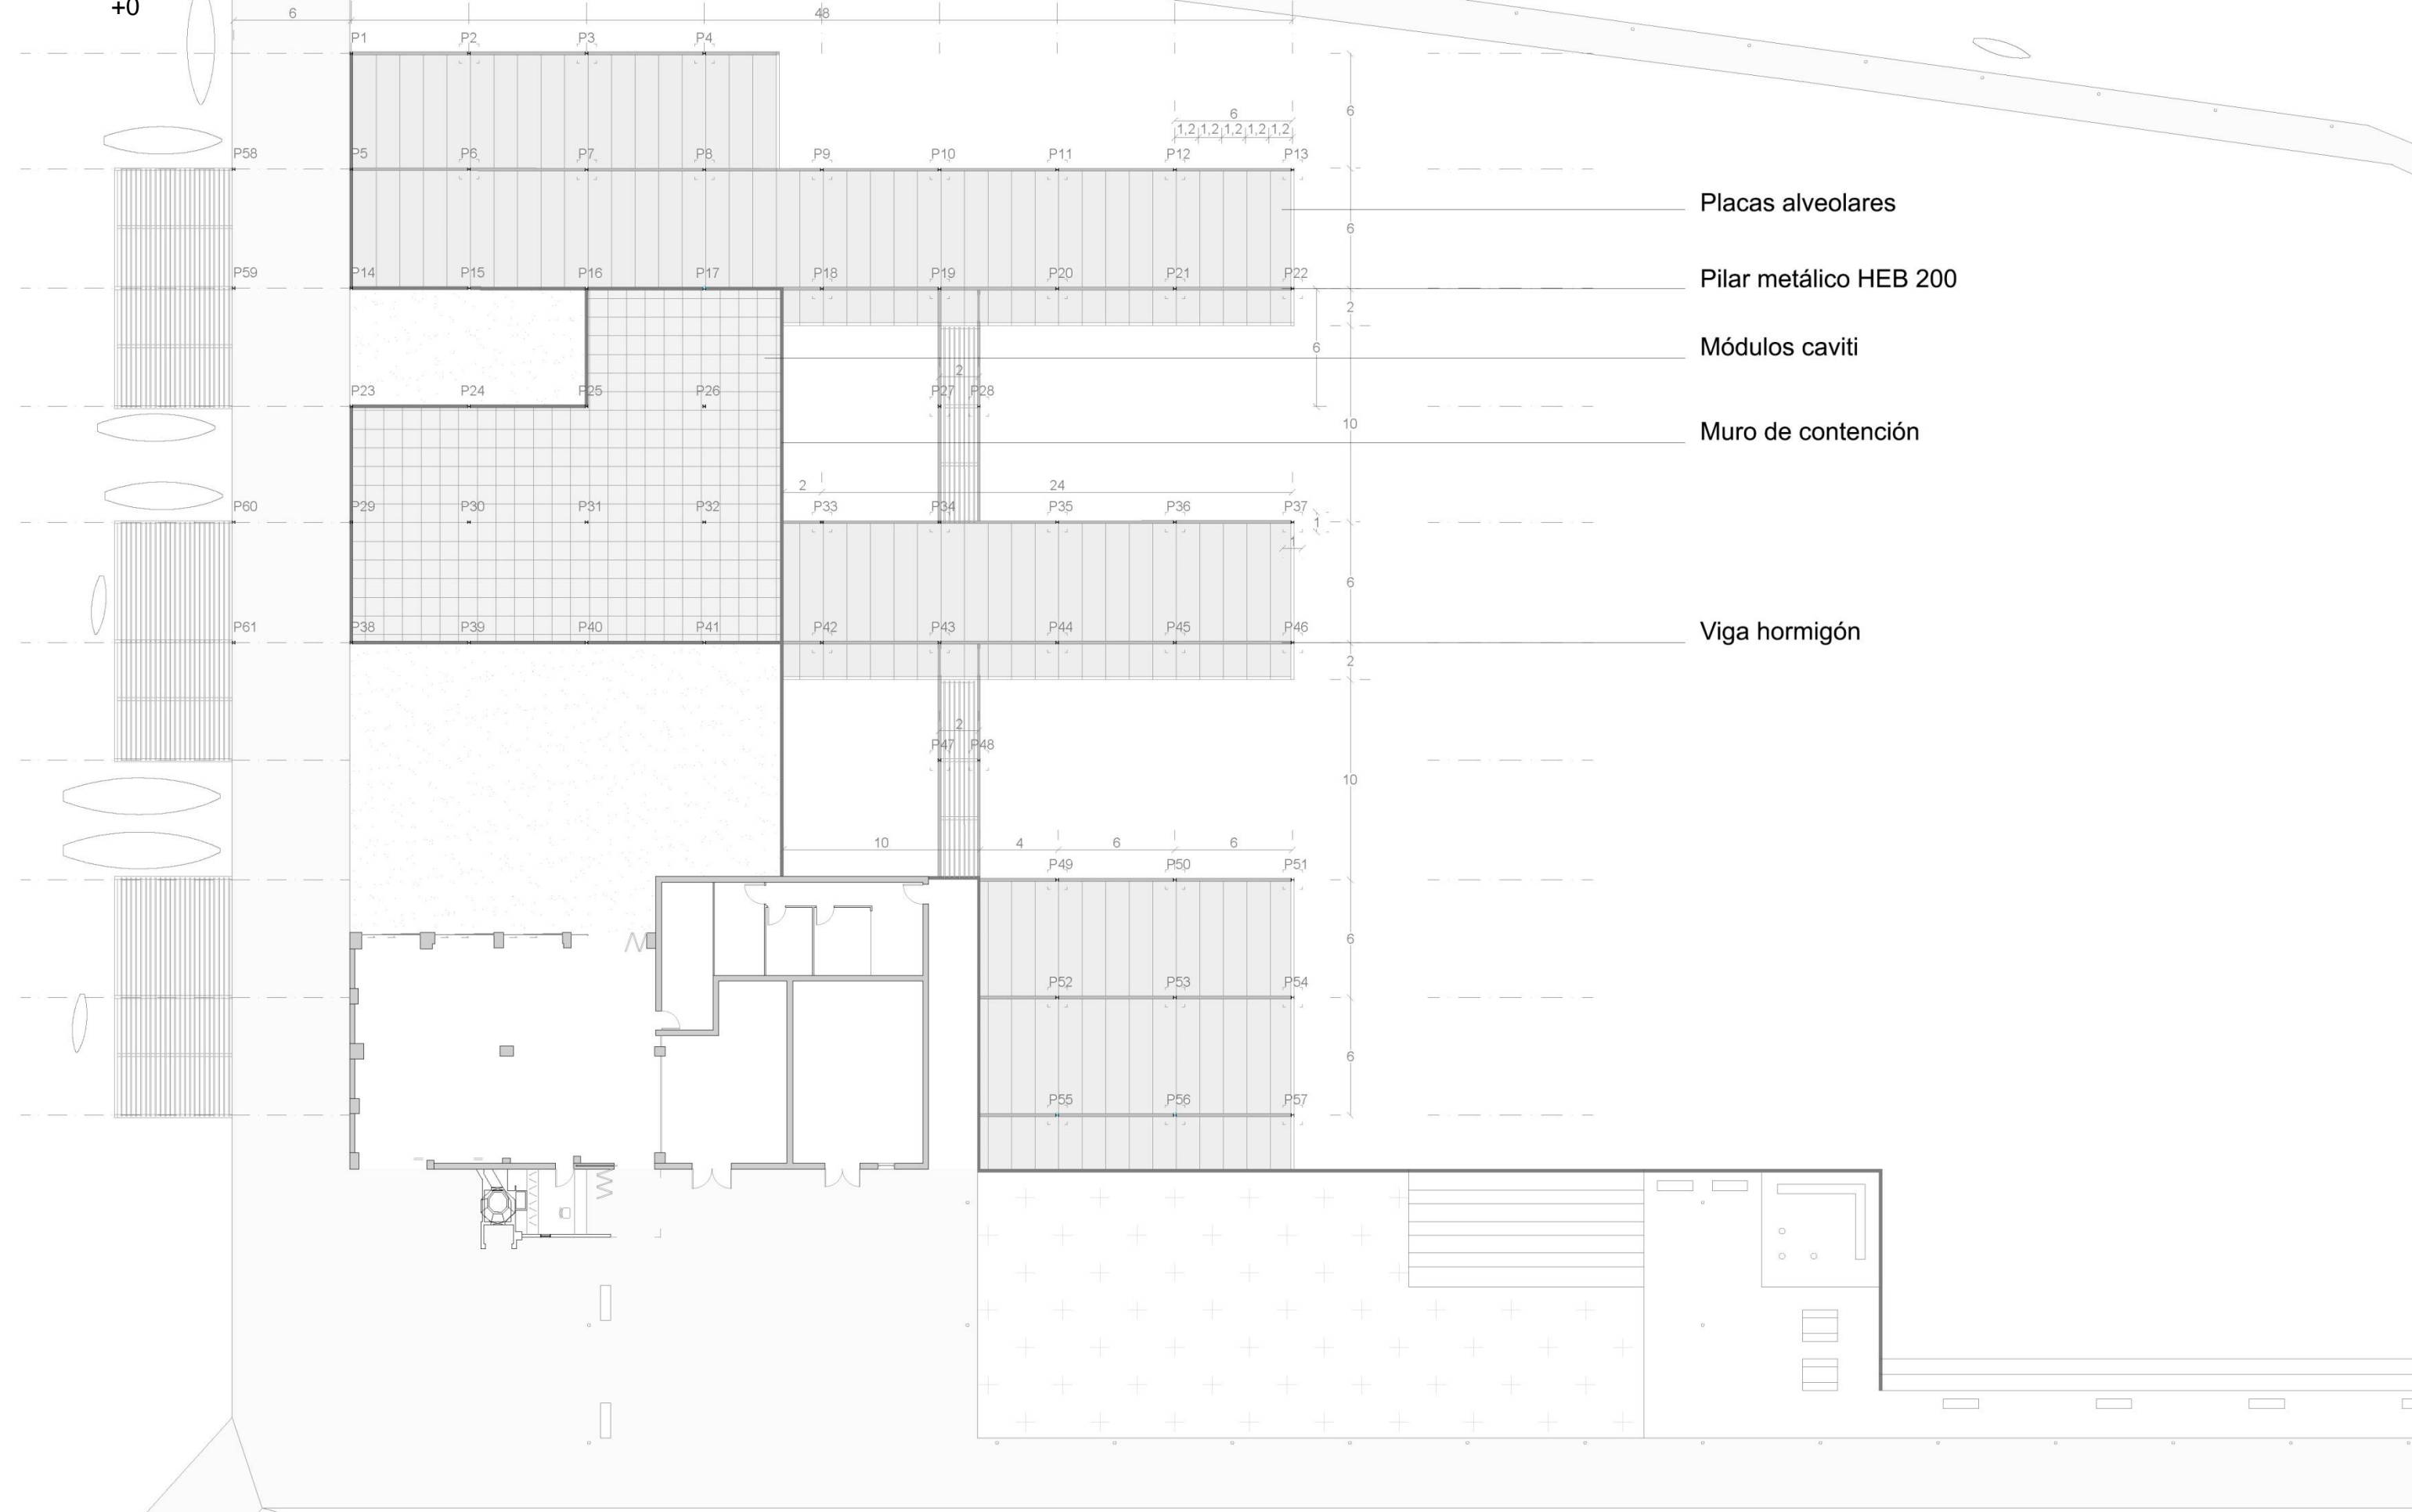 +0
6
48
P1 P2 P3 P4
6
6
1,2 1,2 1,2 1,2 1,2
P58 P5 P6 P7 P8 P9 P10 P11 P12 P13
Placas alveolares
6
P59 P14 P15 P16 P17 P18 P19 P20 P21 P22
Pilar metálico HEB 200
2
6
Módulos caviti
2
P23 P24 P25 P26 P27 P28
10
Muro de contención
2
24
P60 P29 P30 P31 P32 P33 P34 P35 P36 P37
1
1
6
P61 P38 P39 P40 P41 P42 P43 P44 P45 P46
Viga hormigón
2
2
P47 P48
10
10
4
6
6
P49 P50 P51
6
P52 P53 P54
6
P55 P56 P57